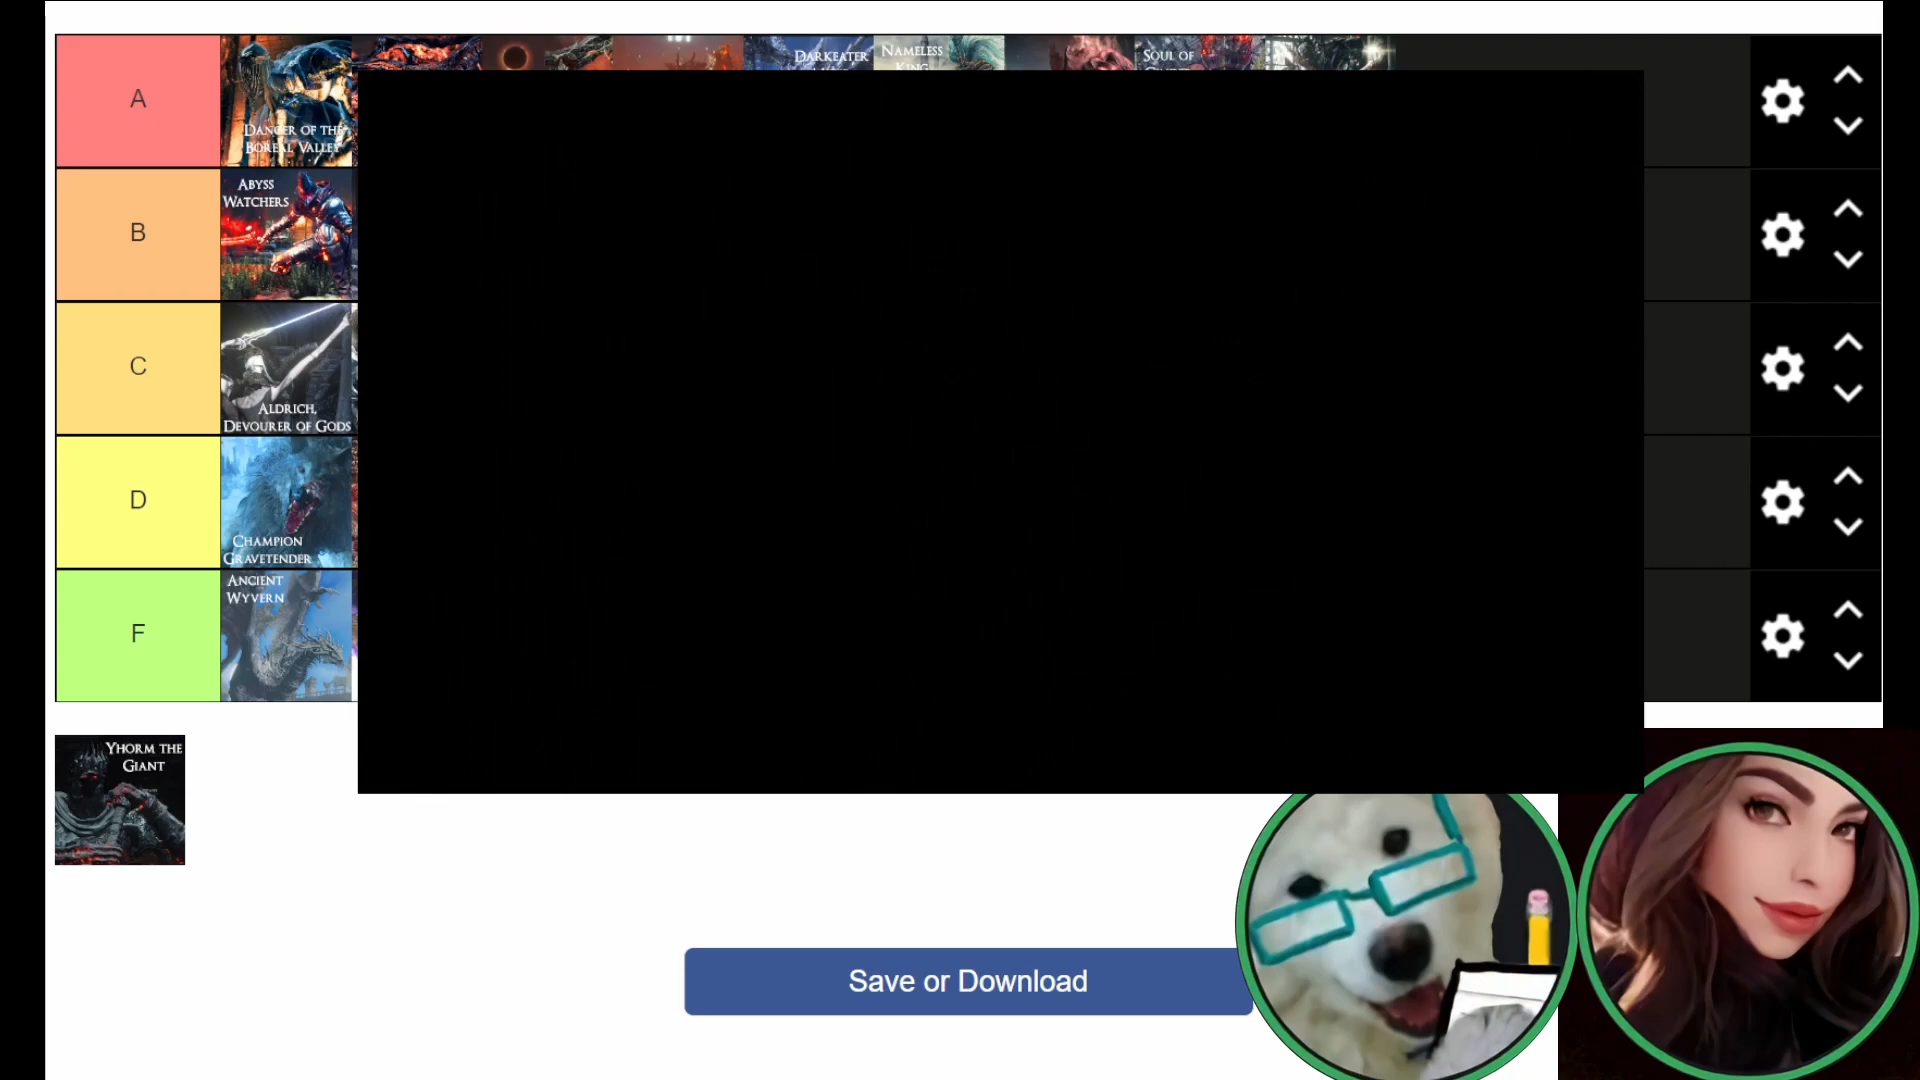 A
DANCER OF THE
BOREAL VALLEY
DARKEATER
NAMELESS
KING
SOUL OF
B
ABYSS
WATCHERS
C
ALDRICH,
DEVOURER OF GODS
D
CHAMPION
GRAVETENDER
F
ANCIENT
WYVERN
YHORM THE
GIANT
Save or Download